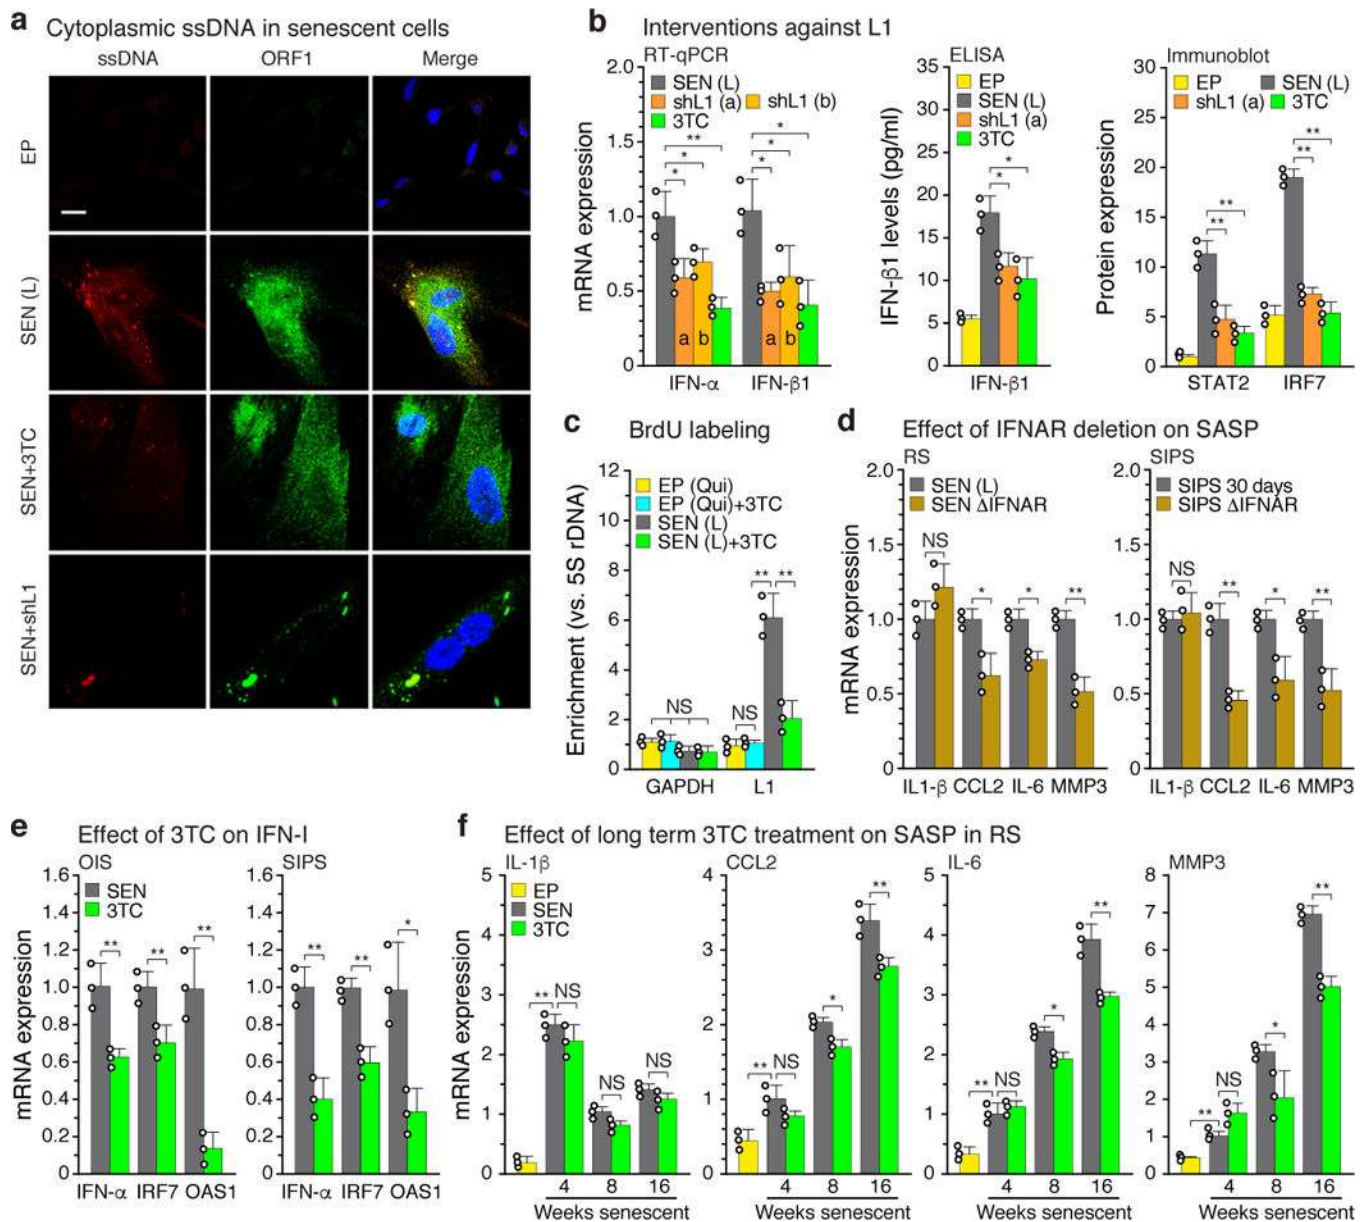 a Cytoplasmic ssDNA in senescent cells
ssDNA ORF1 Merge
EP
SEN (L)
SEN+3TC
SEN+shL1
b Interventions against L1
RT-qPCR
SEN (L)
shL1 (a) shL1 (b)
3TC
mRNA expression
2.0
1.5
1.0
0.5
0
** * *
* * *
a b a b
IFN-α IFN-β1
ELISA
EP
SEN (L)
shL1 (a)
3TC
IFN-β1 levels (pg/ml)
35
30
25
20
15
10
5
0
*
*
IFN-β1
Immunoblot
EP SEN (L)
shL1 (a) 3TC
Protein expression
30
25
20
15
10
5
0
** **
** **
STAT2 IRF7
c BrdU labeling
EP (Qui)
EP (Qui)+3TC
SEN (L)
SEN (L)+3TC
Enrichment (vs. 5S rDNA)
12
10
8
6
4
2
0
NS NS ** **
GAPDH L1
d Effect of IFNAR deletion on SASP
RS
SEN (L)
SEN ΔIFNAR
mRNA expression
2.0
1.5
1.0
0.5
0
NS * * **
IL1-β CCL2 IL-6 MMP3
SIPS
SIPS 30 days
SIPS ΔIFNAR
2.0
1.5
1.0
0.5
0
NS ** * **
IL1-β CCL2 IL-6 MMP3
e Effect of 3TC on IFN-I
OIS
SEN
3TC
mRNA expression
1.6
1.4
1.2
1.0
0.8
0.6
0.4
0.2
0
** ** **
IFN-α IRF7 OAS1
SIPS
1.6
1.4
1.2
1.0
0.8
0.6
0.4
0.2
0
** ** *
IFN-α IRF7 OAS1
f Effect of long term 3TC treatment on SASP in RS
IL-1β
EP
SEN
3TC
mRNA expression
5
4
3
2
1
0
** NS NS NS
4 8 16
Weeks senescent
CCL2
4
3
2
1
0
** NS * **
4 8 16
Weeks senescent
IL-6
5
4
3
2
1
0
** NS * **
4 8 16
Weeks senescent
MMP3
8
7
6
5
4
3
2
1
0
** NS * **
4 8 16
Weeks senescent